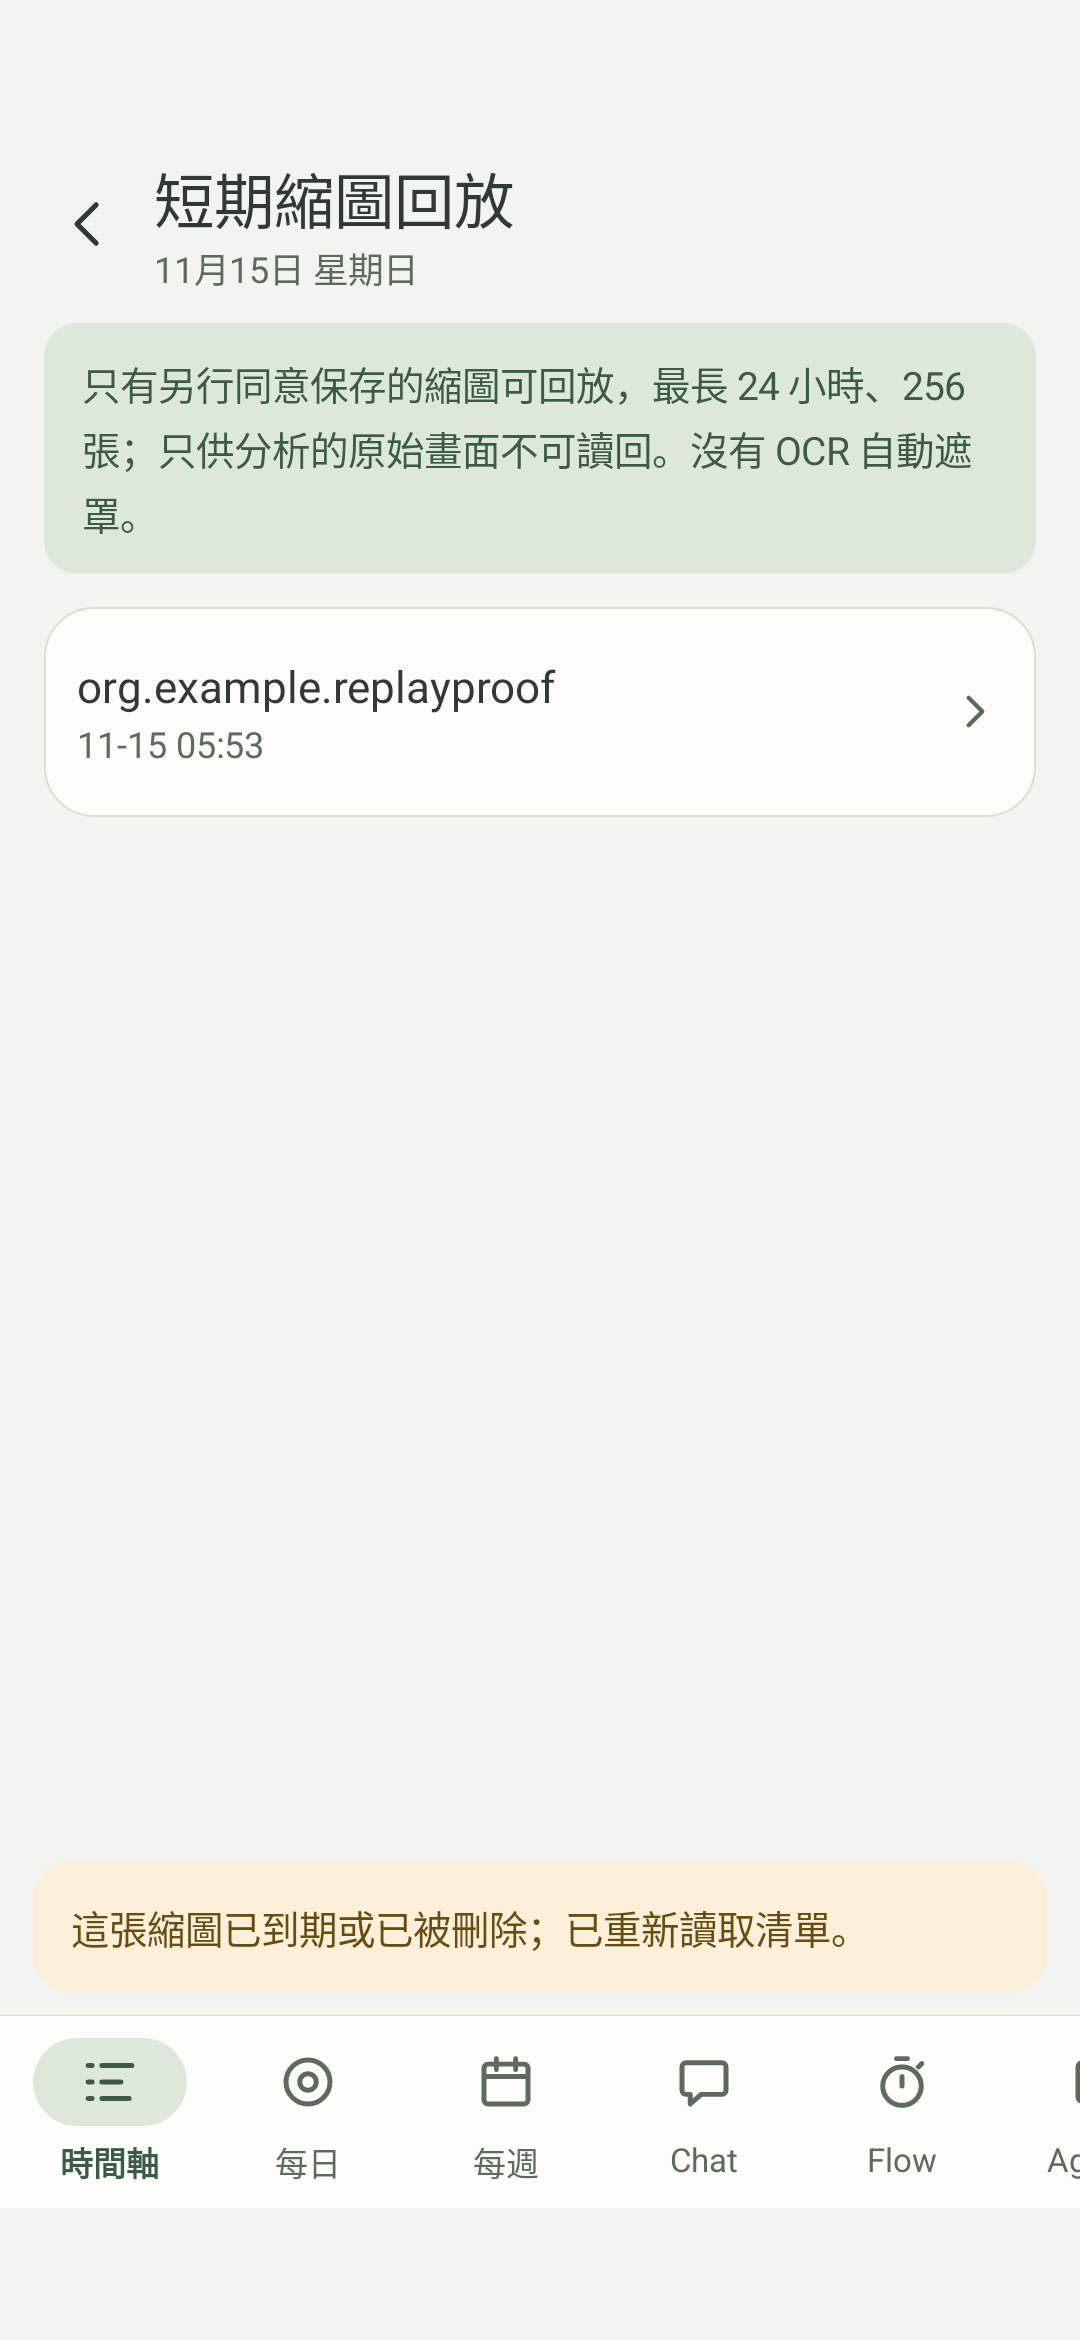 短期縮圖回放
11月15日 星期日
只有另行同意保存的縮圖可回放，最長 24 小時、256
張；只供分析的原始畫面不可讀回。沒有 OCR 自動遮
罩。
org.example.replayproof
11-15 05:53
這張縮圖已到期或已被刪除；已重新讀取清單。
時間軸
每日
每週
Chat
Flow
Ag